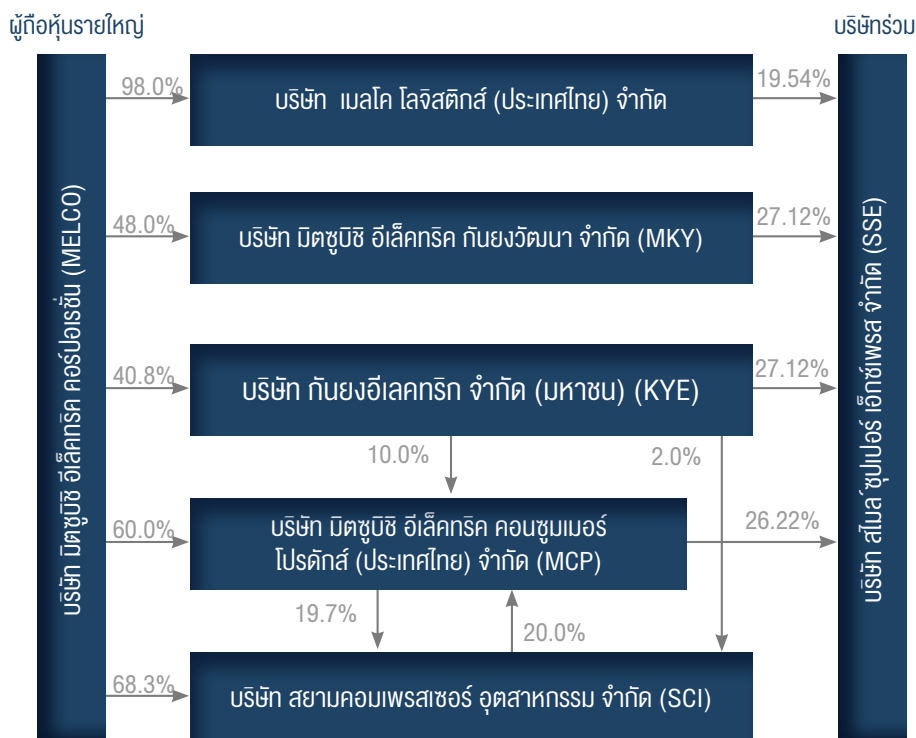 ผู้ถือหุ้นรายใหญ่
บริษัทร่วม
บริษัท มิตซูบิชิ อีเล็คทริค คอร์ปอเรชั่น (MELCO)
98.0%
บริษัท เมลโค โลจิสติกส์ (ประเทศไทย) จำกัด
19.54%
48.0%
บริษัท มิตซูบิชิ อีเล็คทริค กันยงวัฒนา จำกัด (MKY)
27.12%
40.8%
บริษัท กันยงอีเลคทริก จำกัด (มหาชน) (KYE)
27.12%
10.0%
2.0%
60.0%
บริษัท มิตซูบิชิ อีเล็คทริค คอนซูมเมอร์
โปรดักส์ (ประเทศไทย) จำกัด (MCP)
26.22%
19.7%
20.0%
68.3%
บริษัท สยามคอมเพรสเซอร์ อุตสาหกรรม จำกัด (SCI)
บริษัท สไมล์ ซุปเปอร์ เอ็กซ์เพรส จำกัด (SSE)